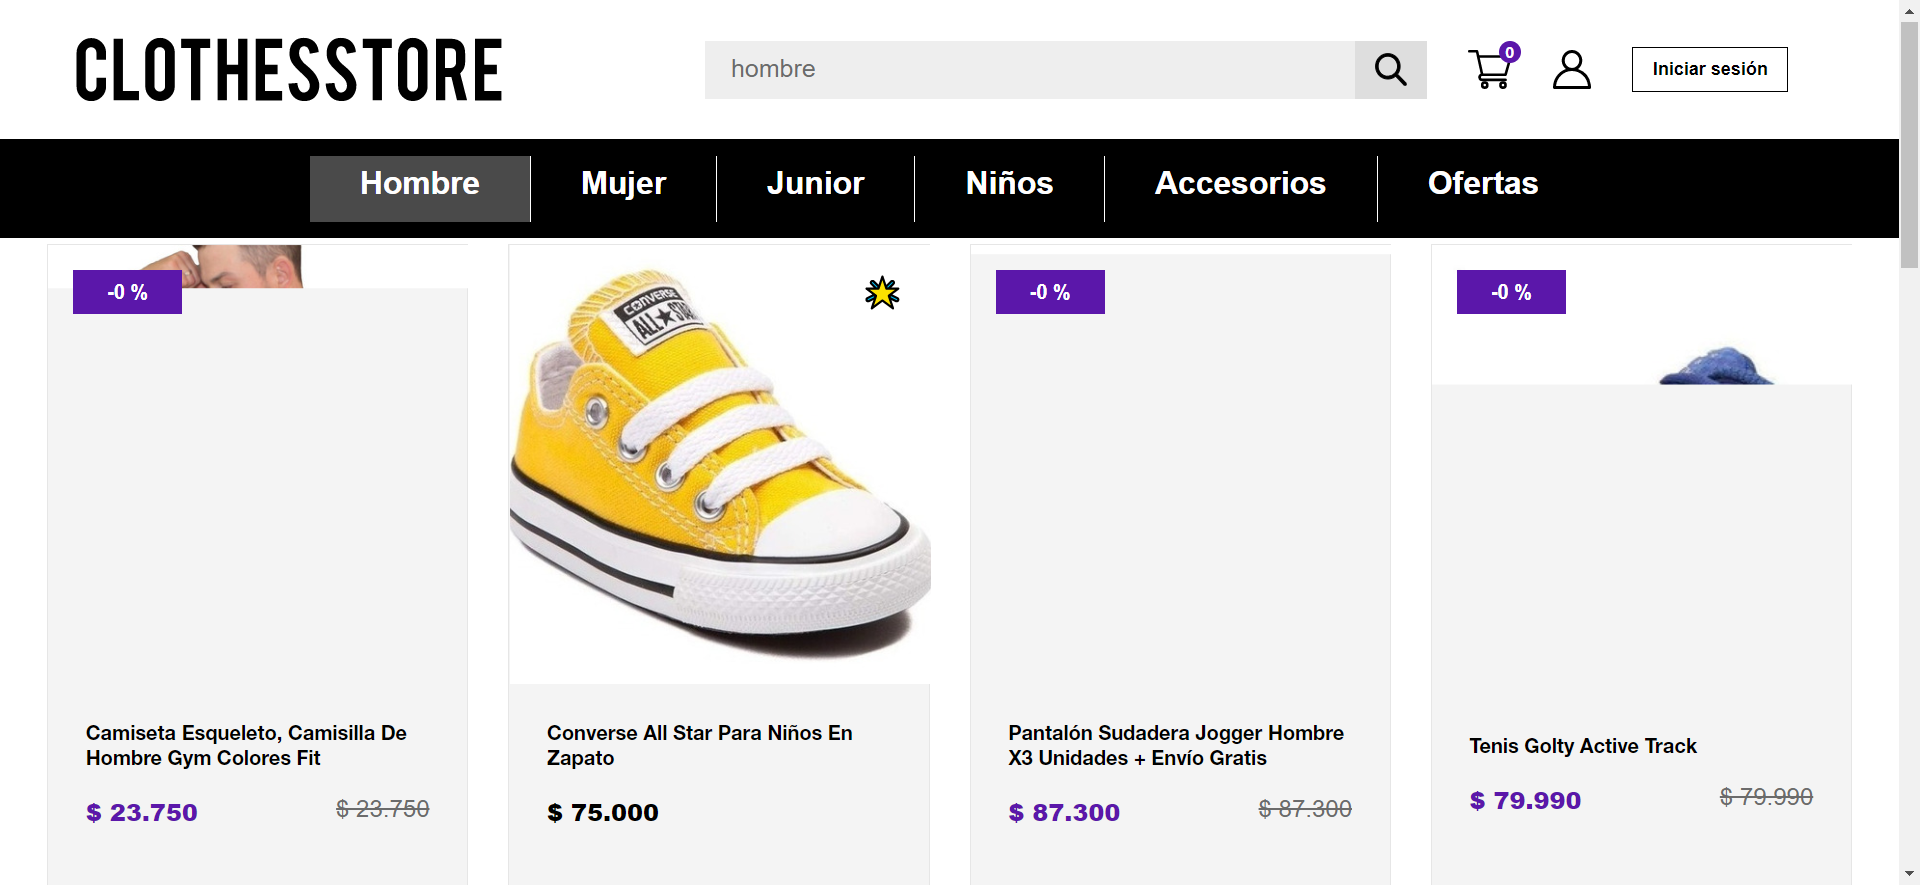 CLOTHESSTORE
hombre
0
Iniciar sesión
Hombre
Mujer
Junior
Niños
Accesorios
Ofertas
-0 %
CONVERSE
ALL STAR
-0 %
-0 %
Camiseta Esqueleto, Camisilla De
Hombre Gym Colores Fit
$ 23.750
$ 23.750
Converse All Star Para Niños En
Zapato
$ 75.000
Pantalón Sudadera Jogger Hombre
X3 Unidades + Envío Gratis
$ 87.300
$ 87.300
Tenis Golty Active Track
$ 79.990
$ 79.990